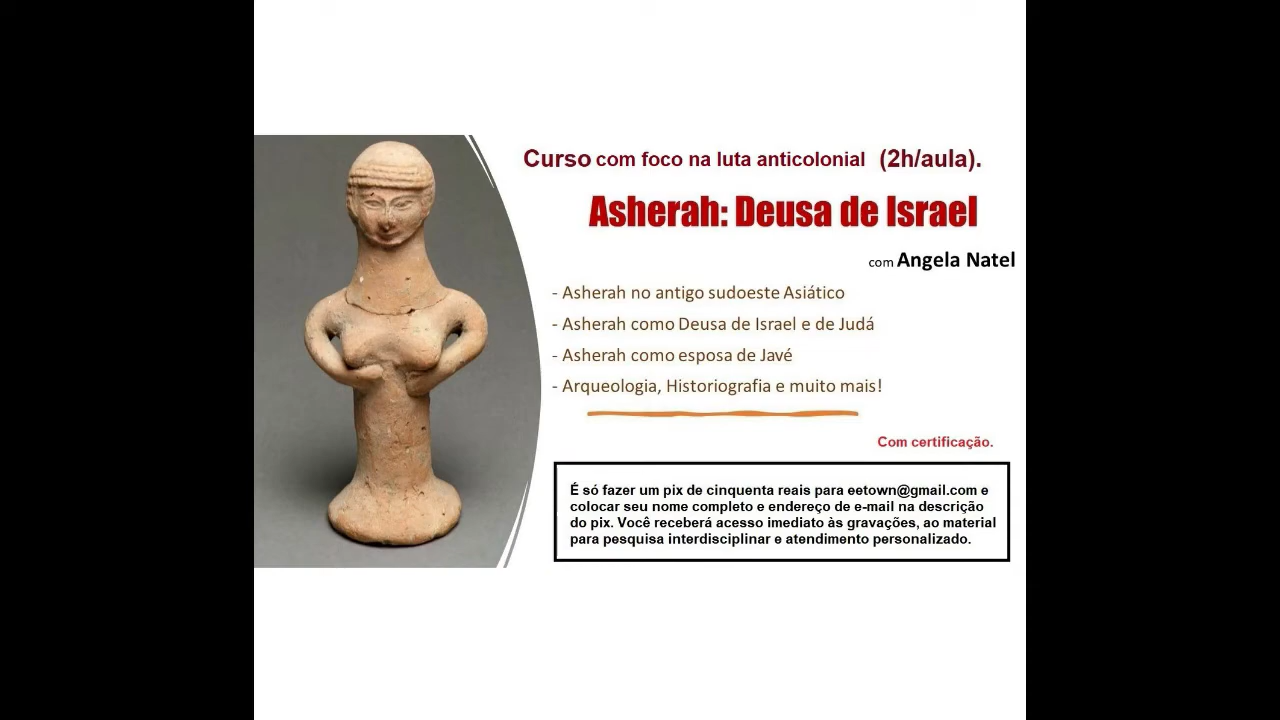 Curso com foco na luta anticolonial (2h/aula).
Asherah: Deusa de Israel
com Angela Natel
- Asherah no antigo sudoeste Asiático
- Asherah como Deusa de Israel e de Judá
- Asherah como esposa de Javé
- Arqueologia, Historiografia e muito mais!
Com certificação.
É só fazer um pix de cinquenta reais para eetown@gmail.com e
colocar seu nome completo e endereço de e-mail na descrição
do pix. Você receberá acesso imediato às gravações, ao material
para pesquisa interdisciplinar e atendimento personalizado.